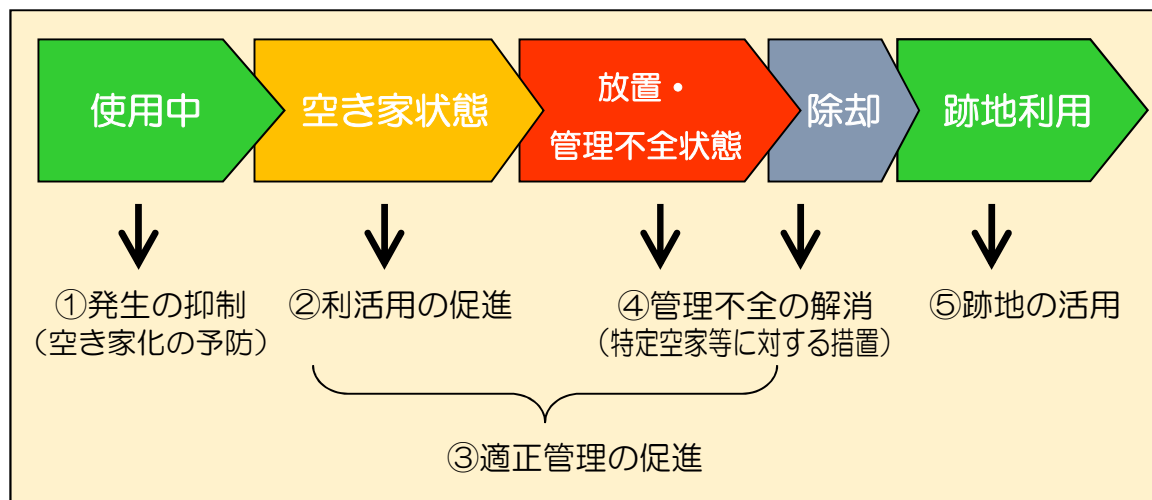 使用中
空き家状態
放置・
管理不全状態
除却
跡地利用
①発生の抑制
（空き家化の予防）
②利活用の促進
④管理不全の解消
（特定空家等に対する措置）
⑤跡地の活用
③適正管理の促進